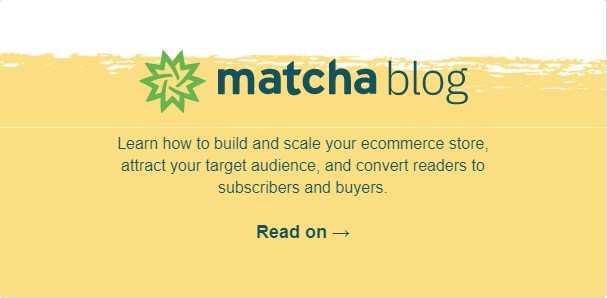 matcha blog
Learn how to build and scale your ecommerce store,
attract your target audience, and convert readers to
subscribers and buyers.
Read on →